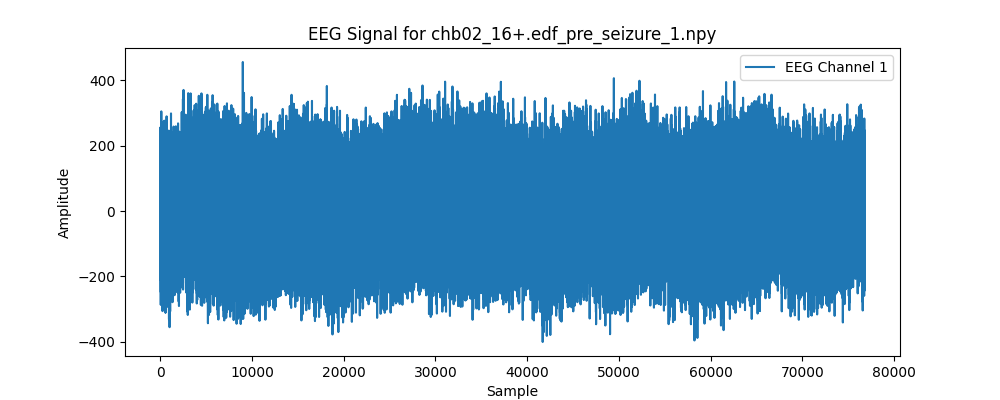 EEG Signal for chb02_16+.edf_pre_seizure_1.npy
EEG Channel 1
Amplitude
400
200
0
−200
−400
0 10000 20000 30000 40000 50000 60000 70000 80000
Sample